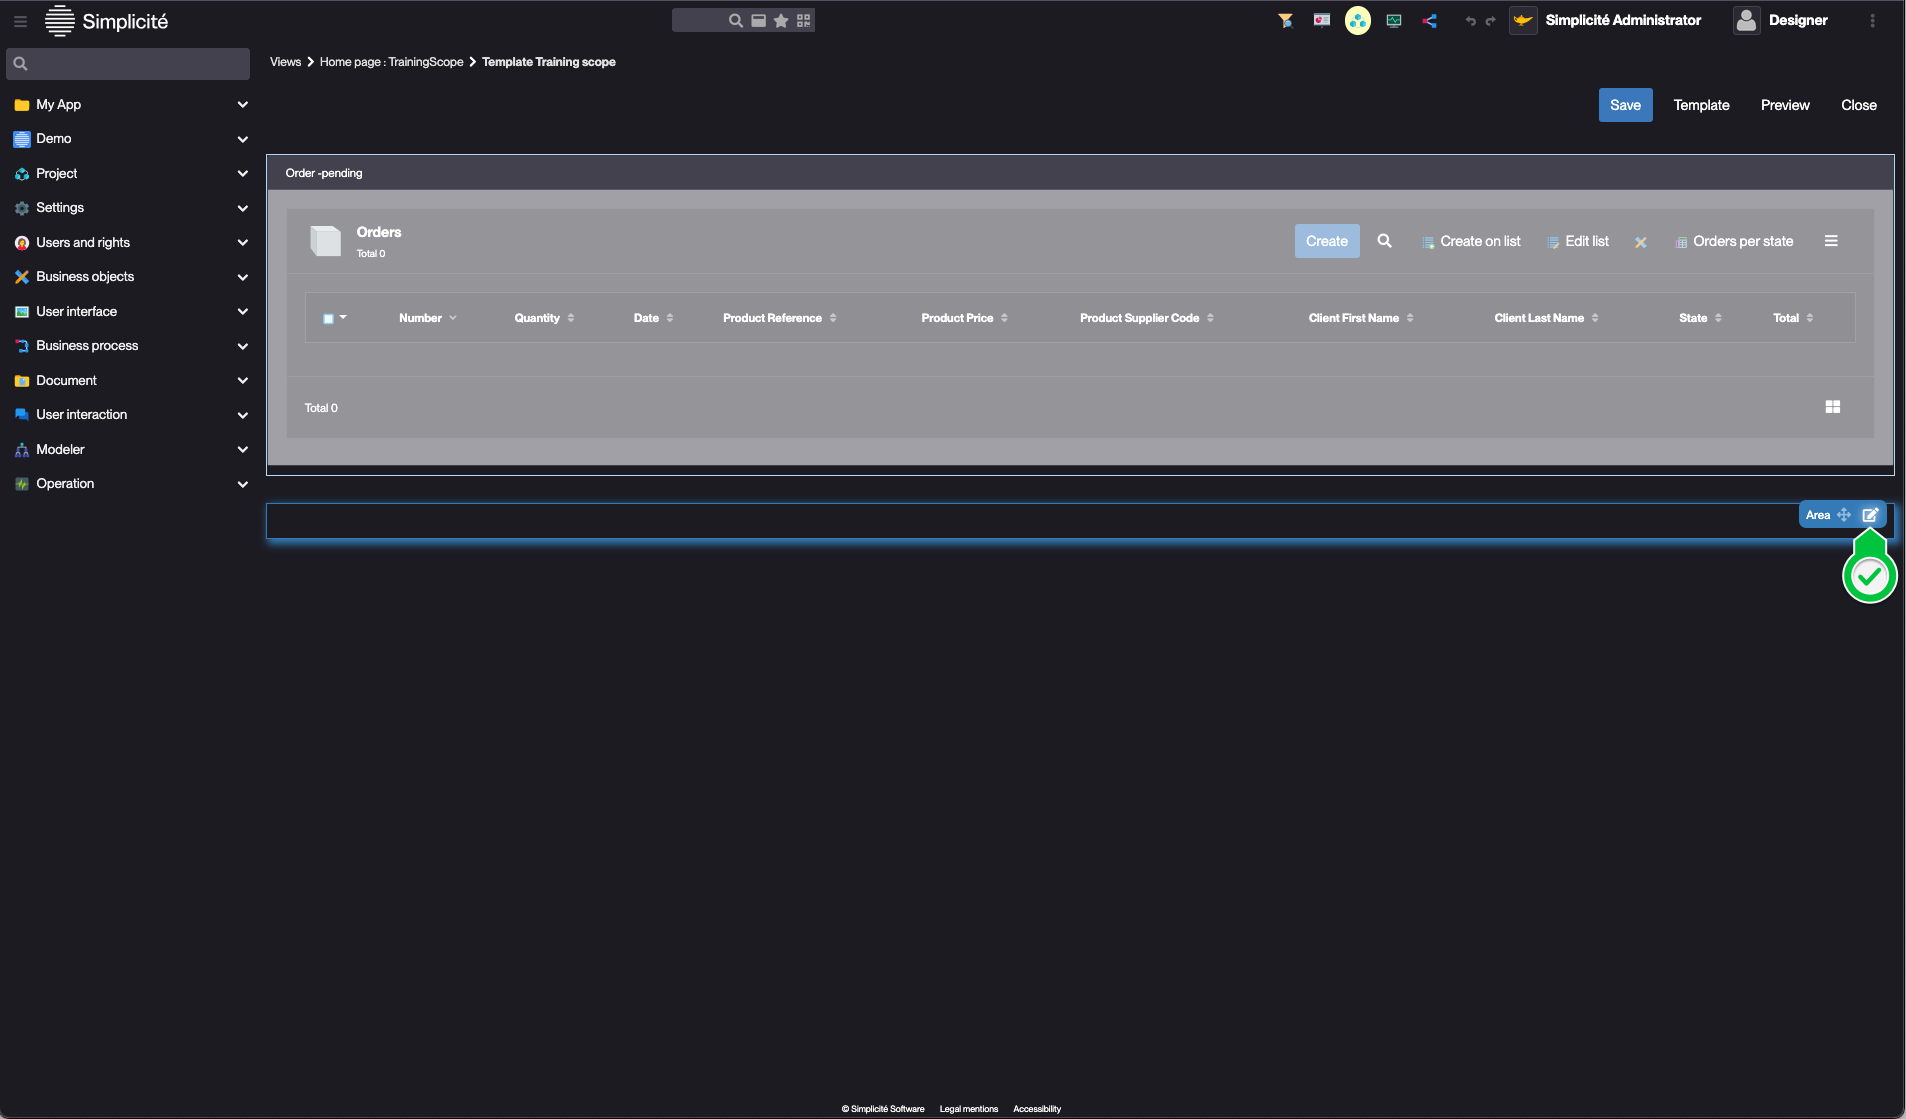 Simplicité
Simplicité Administrator
Designer
Views
Home page : TrainingScope
Template Training scope
Save
Template
Preview
Close
My App
Demo
Project
Settings
Users and rights
Business objects
User interface
Business process
Document
User interaction
Modeler
Operation
Order -pending
Orders
Total 0
Create
Create on list
Edit list
Orders per state
Number
Quantity
Date
Product Reference
Product Price
Product Supplier Code
Client First Name
Client Last Name
State
Total
Total 0
Area
© Simplicité Software
Legal mentions
Accessibility